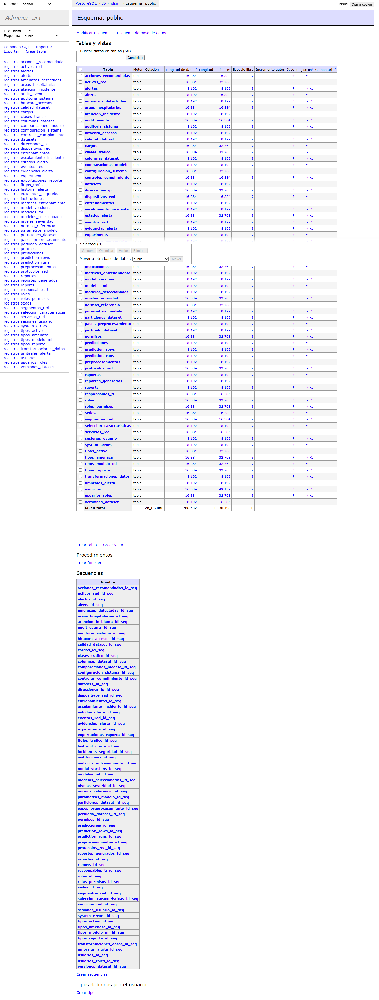 Idioma: Español
PostgreSQL » db » idsml » Esquema: public
idsml Cerrar sesión
Adminer 4.17.1
Esquema: public
DB: idsml
Esquema: public
Comando SQL Importar
Exportar Crear tabla
registros acciones_recomendadas
registros activos_red
registros alertas
registros alerts
registros amenazas_detectadas
registros areas_hospitalarias
registros atencion_incidente
registros audit_events
registros auditoria_sistema
registros bitacora_accesos
registros calidad_dataset
registros cargos
registros clases_trafico
registros columnas_dataset
registros comparaciones_modelo
registros configuracion_sistema
registros controles_cumplimiento
registros datasets
registros direcciones_ip
registros dispositivos_red
registros entrenamientos
registros escalamiento_incidente
registros estados_alerta
registros eventos_red
registros evidencias_alerta
registros experiments
registros exportaciones_reporte
registros flujos_trafico
registros historial_alerta
registros incidentes_seguridad
registros instituciones
registros metricas_entrenamiento
registros model_versions
registros modelos_ml
registros modelos_seleccionados
registros niveles_severidad
registros normas_referencia
registros parametros_modelo
registros particiones_dataset
registros pasos_preprocesamiento
registros perfilado_dataset
registros permisos
registros predicciones
registros prediction_rows
registros prediction_runs
registros preprocesamientos
registros protocolos_red
registros reportes
registros reportes_generados
registros reports
registros responsables_ti
registros roles
registros roles_permisos
registros sedes
registros segmentos_red
registros seleccion_caracteristicas
registros servicios_red
registros sesiones_usuario
registros system_errors
registros tipos_activo
registros tipos_amenaza
registros tipos_modelo_ml
registros tipos_reporte
registros transformaciones_datos
registros umbrales_alerta
registros usuarios
registros usuarios_roles
registros versiones_dataset
Modificar esquema Esquema de base de datos
Tablas y vistas
Buscar datos en tablas (68)
Condición
Tabla Motor Colación Longitud de datos? Longitud de índice? Espacio libre Incremento automático Registros? Comentario?
acciones_recomendadas table 16 384 16 384 ? ? ~ -1
activos_red table 16 384 32 768 ? ? ~ -1
alertas table 8 192 8 192 ? ? ~ -1
alerts table 8 192 16 384 ? ? ~ -1
amenazas_detectadas table 8 192 8 192 ? ? ~ -1
areas_hospitalarias table 16 384 16 384 ? ? ~ -1
atencion_incidente table 8 192 8 192 ? ? ~ -1
audit_events table 16 384 16 384 ? ? ~ -1
auditoria_sistema table 8 192 8 192 ? ? ~ -1
bitacora_accesos table 8 192 8 192 ? ? ~ -1
calidad_dataset table 8 192 8 192 ? ? ~ -1
cargos table 16 384 32 768 ? ? ~ -1
clases_trafico table 16 384 32 768 ? ? ~ -1
columnas_dataset table 8 192 8 192 ? ? ~ -1
comparaciones_modelo table 8 192 8 192 ? ? ~ -1
configuracion_sistema table 16 384 32 768 ? ? ~ -1
controles_cumplimiento table 16 384 16 384 ? ? ~ -1
datasets table 8 192 8 192 ? ? ~ -1
direcciones_ip table 16 384 32 768 ? ? ~ -1
dispositivos_red table 16 384 16 384 ? ? ~ -1
entrenamientos table 8 192 8 192 ? ? ~ -1
escalamiento_incidente table 8 192 8 192 ? ? ~ -1
estados_alerta table 16 384 32 768 ? ? ~ -1
eventos_red table 8 192 8 192 ? ? ~ -1
evidencias_alerta table 8 192 8 192 ? ? ~ -1
experiments table 8 192 8 192 ? ? ~ -1
Selected (0)
Vacuum Optimizar Vaciar Eliminar
Mover a otra base de datos: public Mover
instituciones table 16 384 32 768 ? ? ~ -1
metricas_entrenamiento table 8 192 8 192 ? ? ~ -1
model_versions table 8 192 8 192 ? ? ~ -1
modelos_ml table 8 192 8 192 ? ? ~ -1
modelos_seleccionados table 8 192 8 192 ? ? ~ -1
niveles_severidad table 16 384 32 768 ? ? ~ -1
normas_referencia table 16 384 32 768 ? ? ~ -1
parametros_modelo table 8 192 8 192 ? ? ~ -1
particiones_dataset table 8 192 8 192 ? ? ~ -1
pasos_preprocesamiento table 8 192 8 192 ? ? ~ -1
perfilado_dataset table 8 192 8 192 ? ? ~ -1
permisos table 16 384 32 768 ? ? ~ -1
predicciones table 8 192 8 192 ? ? ~ -1
prediction_rows table 8 192 8 192 ? ? ~ -1
prediction_runs table 8 192 8 192 ? ? ~ -1
preprocesamientos table 8 192 8 192 ? ? ~ -1
protocolos_red table 16 384 32 768 ? ? ~ -1
reportes table 8 192 8 192 ? ? ~ -1
reportes_generados table 8 192 8 192 ? ? ~ -1
reports table 8 192 8 192 ? ? ~ -1
responsables_ti table 16 384 16 384 ? ? ~ -1
roles table 16 384 32 768 ? ? ~ -1
roles_permisos table 16 384 32 768 ? ? ~ -1
sedes table 16 384 16 384 ? ? ~ -1
segmentos_red table 16 384 16 384 ? ? ~ -1
seleccion_caracteristicas table 8 192 8 192 ? ? ~ -1
servicios_red table 16 384 16 384 ? ? ~ -1
sesiones_usuario table 8 192 8 192 ? ? ~ -1
system_errors table 8 192 8 192 ? ? ~ -1
tipos_activo table 16 384 32 768 ? ? ~ -1
tipos_amenaza table 16 384 32 768 ? ? ~ -1
tipos_modelo_ml table 16 384 32 768 ? ? ~ -1
tipos_reporte table 16 384 32 768 ? ? ~ -1
transformaciones_datos table 8 192 8 192 ? ? ~ -1
umbrales_alerta table 8 192 8 192 ? ? ~ -1
usuarios table 16 384 49 152 ? ? ~ -1
usuarios_roles table 16 384 32 768 ? ? ~ -1
versiones_dataset table 8 192 16 384 ? ? ~ -1
68 en total en_US.utf8 786 432 1 130 496 0
Crear tabla Crear vista
Procedimientos
Crear función
Secuencias
Nombre
acciones_recomendadas_id_seq
activos_red_id_seq
alertas_id_seq
alerts_id_seq
amenazas_detectadas_id_seq
areas_hospitalarias_id_seq
atencion_incidente_id_seq
audit_events_id_seq
auditoria_sistema_id_seq
bitacora_accesos_id_seq
calidad_dataset_id_seq
cargos_id_seq
clases_trafico_id_seq
columnas_dataset_id_seq
comparaciones_modelo_id_seq
configuracion_sistema_id_seq
controles_cumplimiento_id_seq
datasets_id_seq
direcciones_ip_id_seq
dispositivos_red_id_seq
entrenamientos_id_seq
escalamiento_incidente_id_seq
estados_alerta_id_seq
eventos_red_id_seq
evidencias_alerta_id_seq
experiments_id_seq
exportaciones_reporte_id_seq
flujos_trafico_id_seq
historial_alerta_id_seq
incidentes_seguridad_id_seq
instituciones_id_seq
metricas_entrenamiento_id_seq
model_versions_id_seq
modelos_ml_id_seq
modelos_seleccionados_id_seq
niveles_severidad_id_seq
normas_referencia_id_seq
parametros_modelo_id_seq
particiones_dataset_id_seq
pasos_preprocesamiento_id_seq
perfilado_dataset_id_seq
permisos_id_seq
predicciones_id_seq
prediction_rows_id_seq
prediction_runs_id_seq
preprocesamientos_id_seq
protocolos_red_id_seq
reportes_generados_id_seq
reportes_id_seq
reports_id_seq
responsables_ti_id_seq
roles_id_seq
roles_permisos_id_seq
sedes_id_seq
segmentos_red_id_seq
seleccion_caracteristicas_id_seq
servicios_red_id_seq
sesiones_usuario_id_seq
system_errors_id_seq
tipos_activo_id_seq
tipos_amenaza_id_seq
tipos_modelo_ml_id_seq
tipos_reporte_id_seq
transformaciones_datos_id_seq
umbrales_alerta_id_seq
usuarios_id_seq
usuarios_roles_id_seq
versiones_dataset_id_seq
Crear secuencias
Tipos definidos por el usuario
Crear tipo